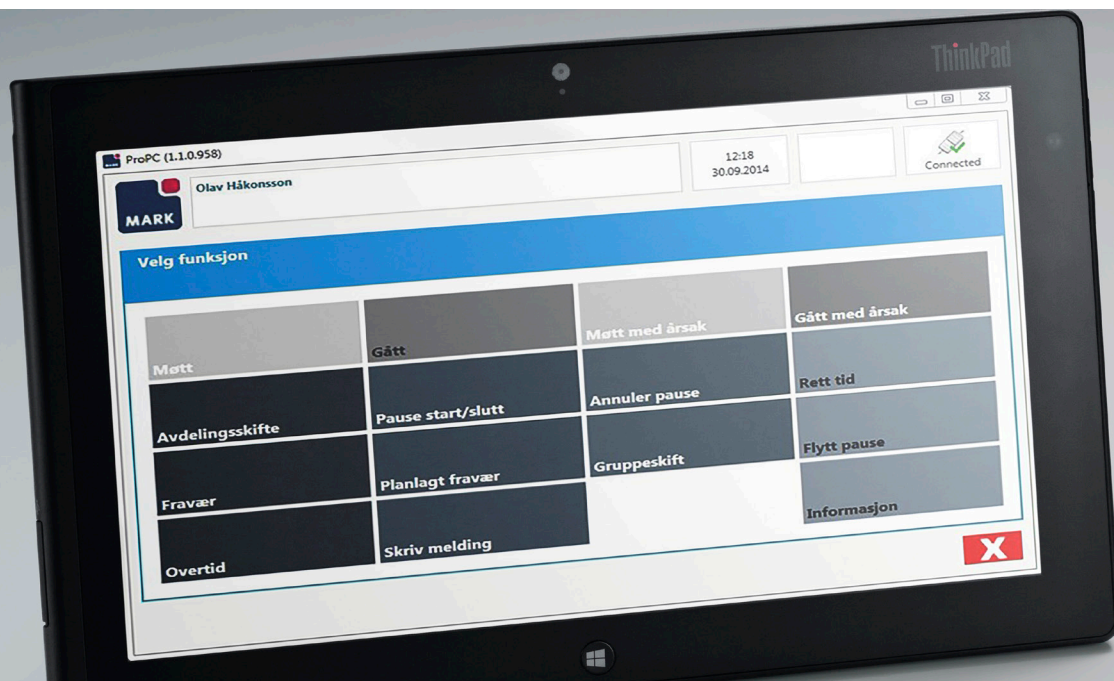 ThinkPad
ProPC (1.1.0.958)
MARK
Olav Håkonsson
12:18
30.09.2014
Connected
Velg funksjon
Møtt
Gått
Møtt med årsak
Gått med årsak
Avdelingsskifte
Pause start/slutt
Annuler pause
Rett tid
Fravær
Planlagt fravær
Gruppeskift
Flytt pause
Overtid
Skriv melding
Informasjon
X